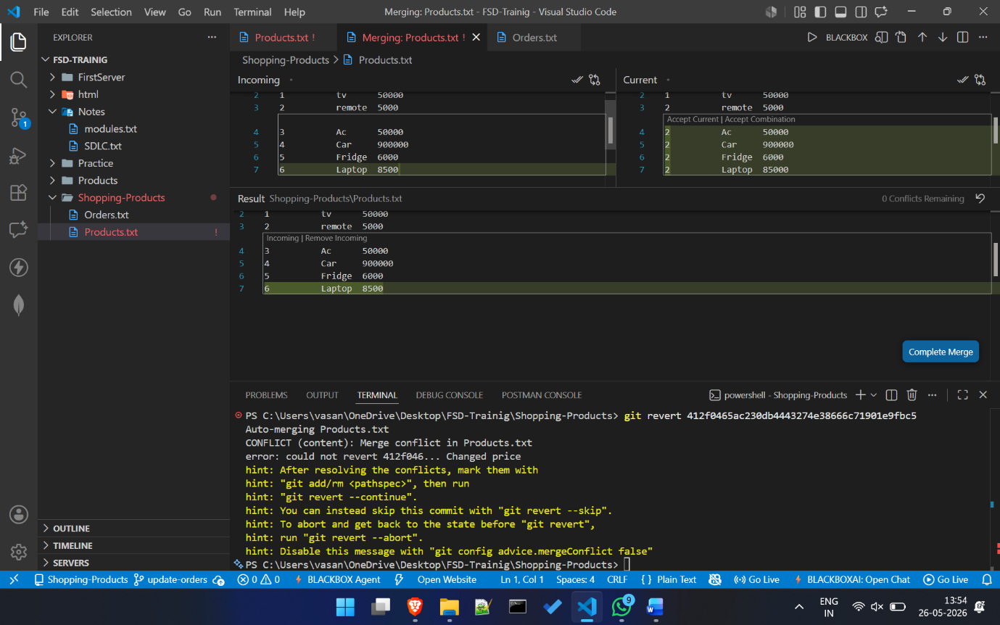 File Edit Selection View Go Run Terminal Help
Merging: Products.txt - FSD-Trainig - Visual Studio Code
EXPLORER
FSD-TRAINIG
FirstServer
html
Notes
modules.txt
SDLC.txt
Practice
Products
Shopping-Products
Orders.txt
Products.txt !
OUTLINE
TIMELINE
SERVERS
1
Products.txt !
Merging: Products.txt !
Orders.txt
BLACKBOX
Shopping-Products > Products.txt
Incoming
2 1 tv 50000
3 2 remote 5000
4 3 Ac 50000
5 4 Car 900000
6 5 Fridge 6000
7 6 Laptop 8500
Current
2 1 tv 50000
3 2 remote 5000
Accept Current | Accept Combination
4 2 Ac 50000
5 2 Car 900000
6 2 Fridge 6000
7 2 Laptop 85000
Result Shopping-Products\Products.txt
0 Conflicts Remaining
2 1 tv 50000
3 2 remote 5000
Incoming | Remove Incoming
4 3 Ac 50000
5 4 Car 900000
6 5 Fridge 6000
7 6 Laptop 8500
Complete Merge
PROBLEMS OUTPUT TERMINAL DEBUG CONSOLE POSTMAN CONSOLE
powershell - Shopping-Products
PS C:\Users\vasan\OneDrive\Desktop\FSD-Trainig\Shopping-Products> git revert 412f0465ac230db4443274e38666c71901e9fbc5
Auto-merging Products.txt
CONFLICT (content): Merge conflict in Products.txt
error: could not revert 412f046... Changed price
hint: After resolving the conflicts, mark them with
hint: "git add/rm <pathspec>", then run
hint: "git revert --continue".
hint: You can instead skip this commit with "git revert --skip".
hint: To abort and get back to the state before "git revert",
hint: run "git revert --abort".
hint: Disable this message with "git config advice.mergeConflict false"
PS C:\Users\vasan\OneDrive\Desktop\FSD-Trainig\Shopping-Products>
Shopping-Products update-orders 0 0 BLACKBOX Agent Open Website Ln 1, Col 1 Spaces: 4 CRLF { } Plain Text Go Live BLACKBOXAI: Open Chat Go Live
9
ENG
IN
13:54
26-05-2026